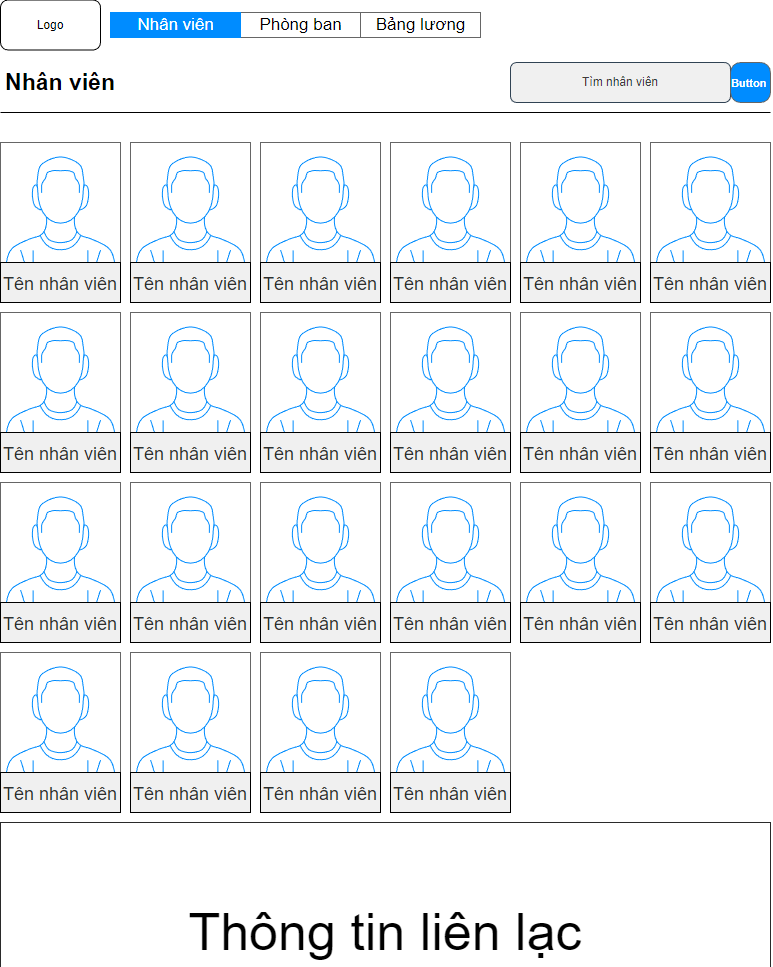 Logo
Nhân viên Phòng ban Bảng lương
Nhân viên
Tìm nhân viên Button
Tên nhân viên Tên nhân viên Tên nhân viên Tên nhân viên Tên nhân viên Tên nhân viên
Tên nhân viên Tên nhân viên Tên nhân viên Tên nhân viên Tên nhân viên Tên nhân viên
Tên nhân viên Tên nhân viên Tên nhân viên Tên nhân viên Tên nhân viên Tên nhân viên
Tên nhân viên Tên nhân viên Tên nhân viên Tên nhân viên
Thông tin liên lạc